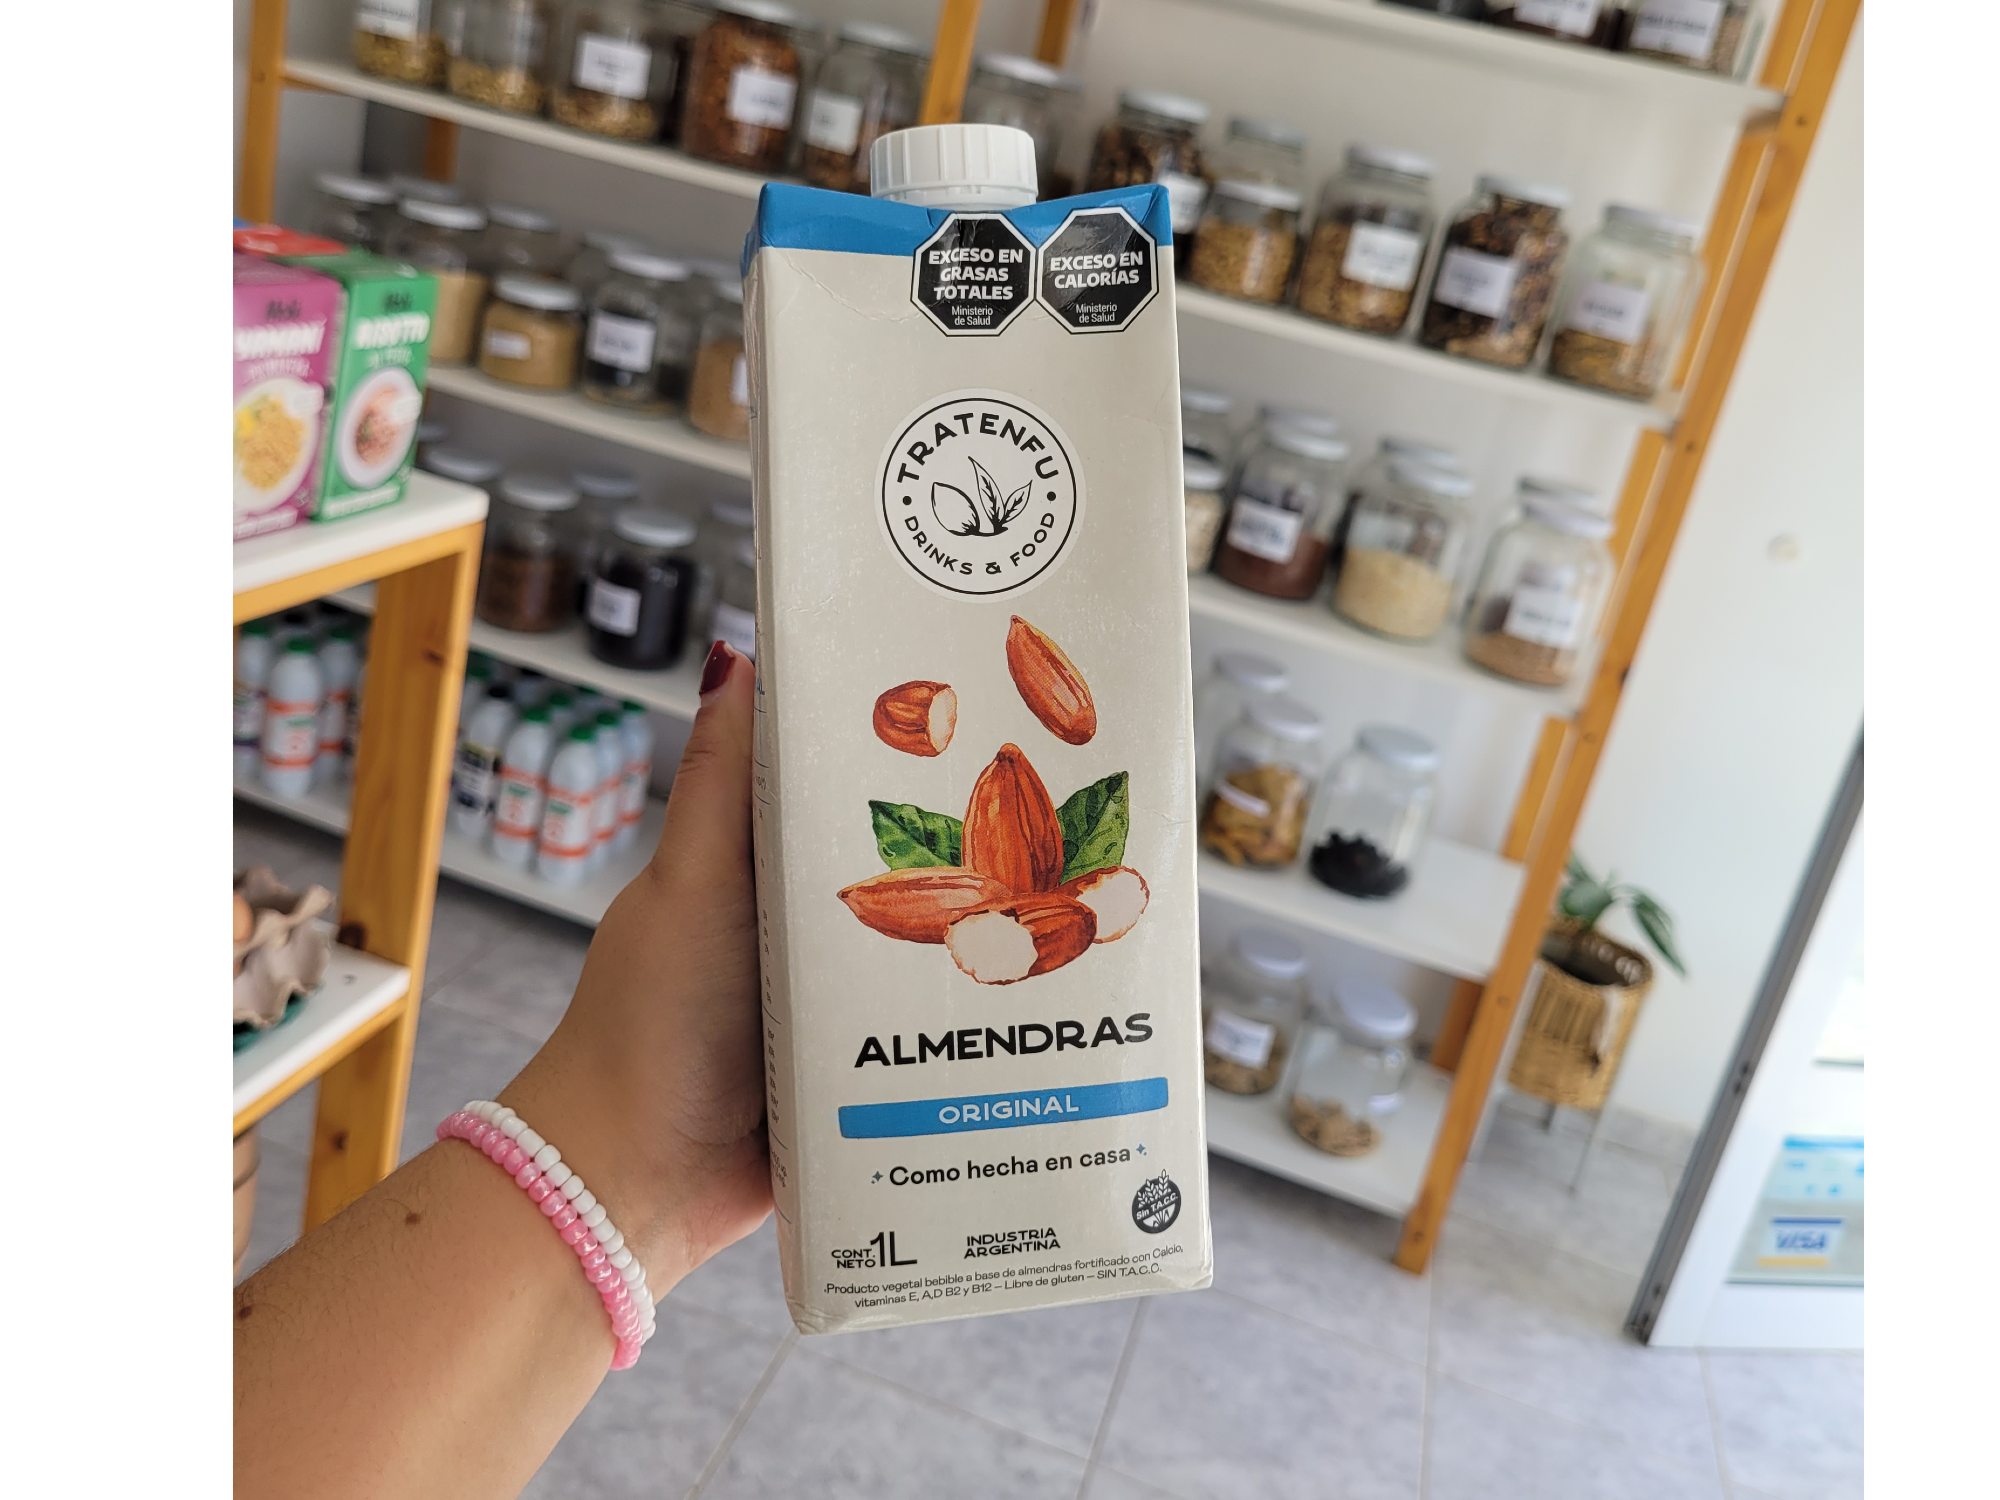 EXCESO EN
GRASAS
TOTALES
Ministerio
de Salud
EXCESO EN
CALORÍAS
Ministerio
de Salud
TRATENFU
DRINKS & FOOD
ALMENDRAS
ORIGINAL
Como hecha en casa
Sin T.A.C.C.
CONT.
NETO 1L
INDUSTRIA
ARGENTINA
Producto vegetal bebible a base de almendras fortificado con Calcio,
vitaminas E, A,D B2 y B12 – Libre de gluten – SIN T.A.C.C.
RISOTTO
VISA